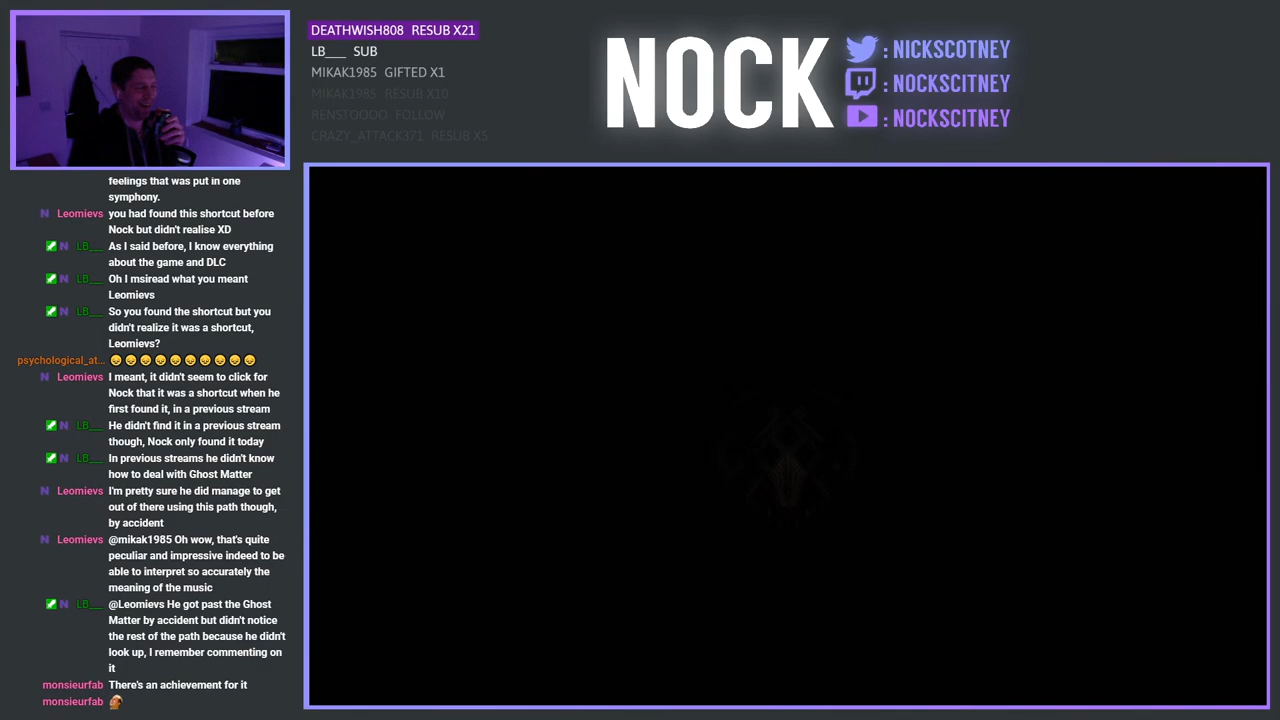 DEATHWISH808 RESUB X21
LB___ SUB
MIKAK1985 GIFTED X1
MIKAK1985 RESUB X10
RENSTOOOO FOLLOW
CRAZY_ATTACK371 RESUB X5
NOCK
: NICKSCOTNEY
: NOCKSCITNEY
: NOCKSCITNEY
feelings that was put in one
symphony.
N Leomievs you had found this shortcut before
Nock but didn't realise XD
N LB___ As I said before, I know everything
about the game and DLC
N LB___ Oh I msiread what you meant
Leomievs
N LB___ So you found the shortcut but you
didn't realize it was a shortcut,
Leomievs?
psychological_at...
N Leomievs I meant, it didn't seem to click for
Nock that it was a shortcut when he
first found it, in a previous stream
N LB___ He didn't find it in a previous stream
though, Nock only found it today
N LB___ In previous streams he didn't know
how to deal with Ghost Matter
N Leomievs I'm pretty sure he did manage to get
out of there using this path though,
by accident
N Leomievs @mikak1985 Oh wow, that's quite
peculiar and impressive indeed to be
able to interpret so accurately the
meaning of the music
N LB___ @Leomievs He got past the Ghost
Matter by accident but didn't notice
the rest of the path because he didn't
look up, I remember commenting on
it
monsieurfab There's an achievement for it
monsieurfab